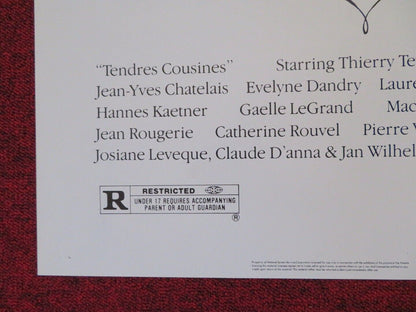 “Tendres Cousines” Starring Thierry Te
Jean-Yves Chatelais Evelyne Dandry Laure
Hannes Kaetner Gaelle LeGrand Mac
Jean Rougerie Catherine Rouvel Pierre V
Josiane Leveque, Claude D’anna & Jan Wilhel
R RESTRICTED
UNDER 17 REQUIRES ACCOMPANYING
PARENT OR ADULT GUARDIAN
®